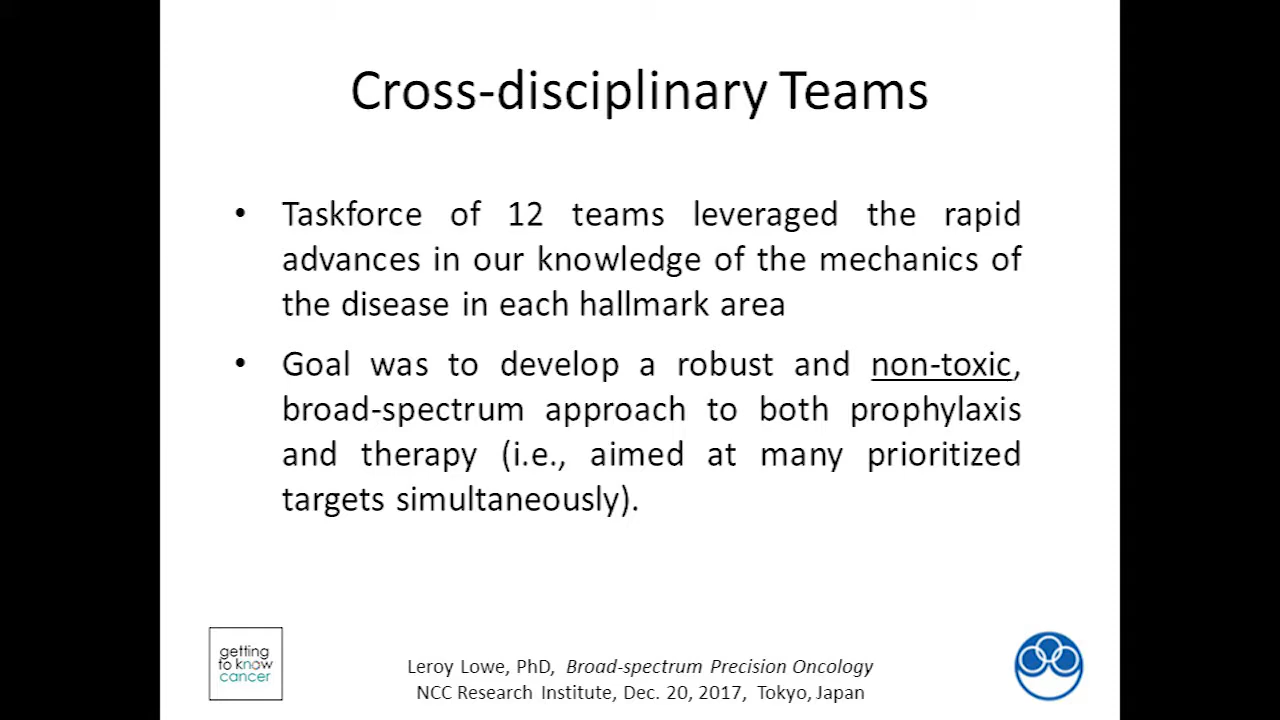 Cross-disciplinary Teams
• Taskforce of 12 teams leveraged the rapid
advances in our knowledge of the mechanics of
the disease in each hallmark area
• Goal was to develop a robust and non-toxic,
broad-spectrum approach to both prophylaxis
and therapy (i.e., aimed at many prioritized
targets simultaneously).
getting
to know
cancer
Leroy Lowe, PhD, Broad-spectrum Precision Oncology
NCC Research Institute, Dec. 20, 2017, Tokyo, Japan